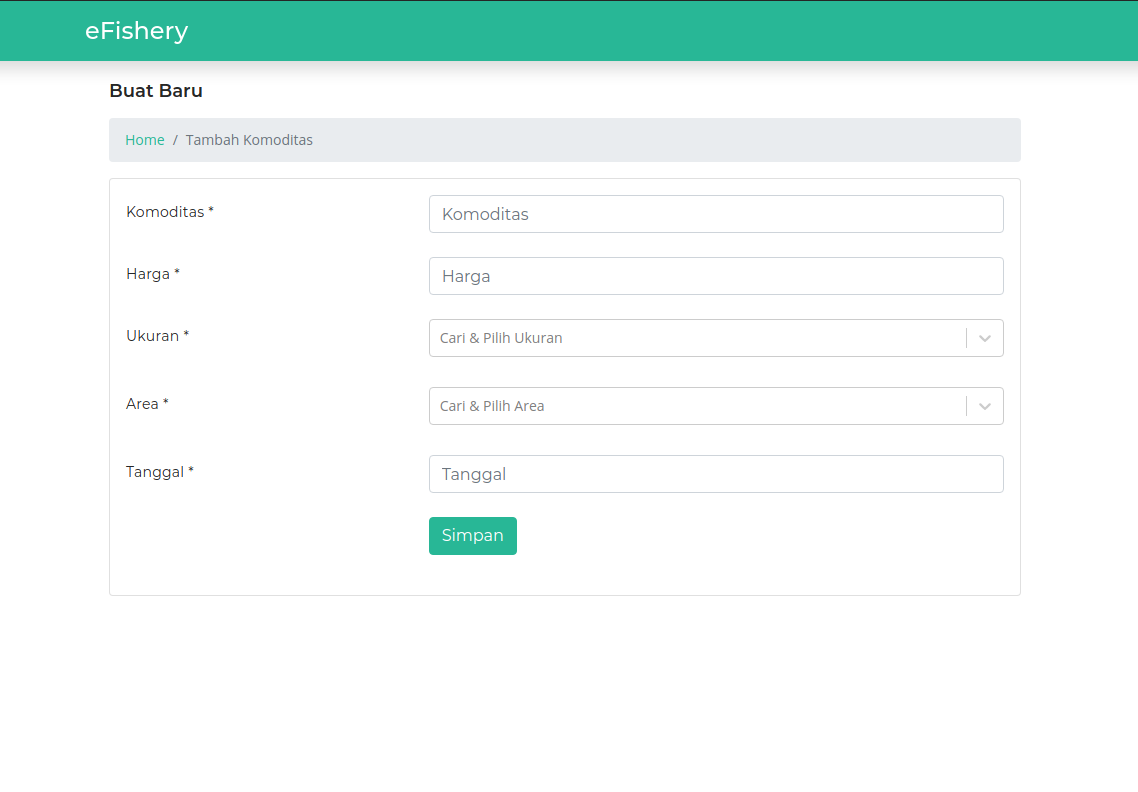 eFishery
Buat Baru
Home / Tambah Komoditas
Komoditas * Komoditas
Harga * Harga
Ukuran * Cari & Pilih Ukuran
Area * Cari & Pilih Area
Tanggal * Tanggal
Simpan